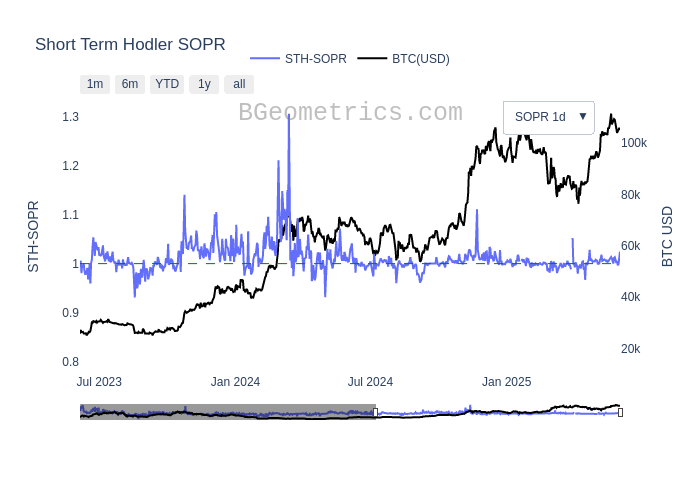 Short Term Hodler SOPR
STH-SOPR
BTC(USD)
1m
6m
YTD
1y
all
BGeometrics.com
SOPR 1d ▼
1.3
1.2
1.1
1
0.9
0.8
STH-SOPR
100k
80k
60k
40k
20k
BTC USD
Jul 2023
Jan 2024
Jul 2024
Jan 2025